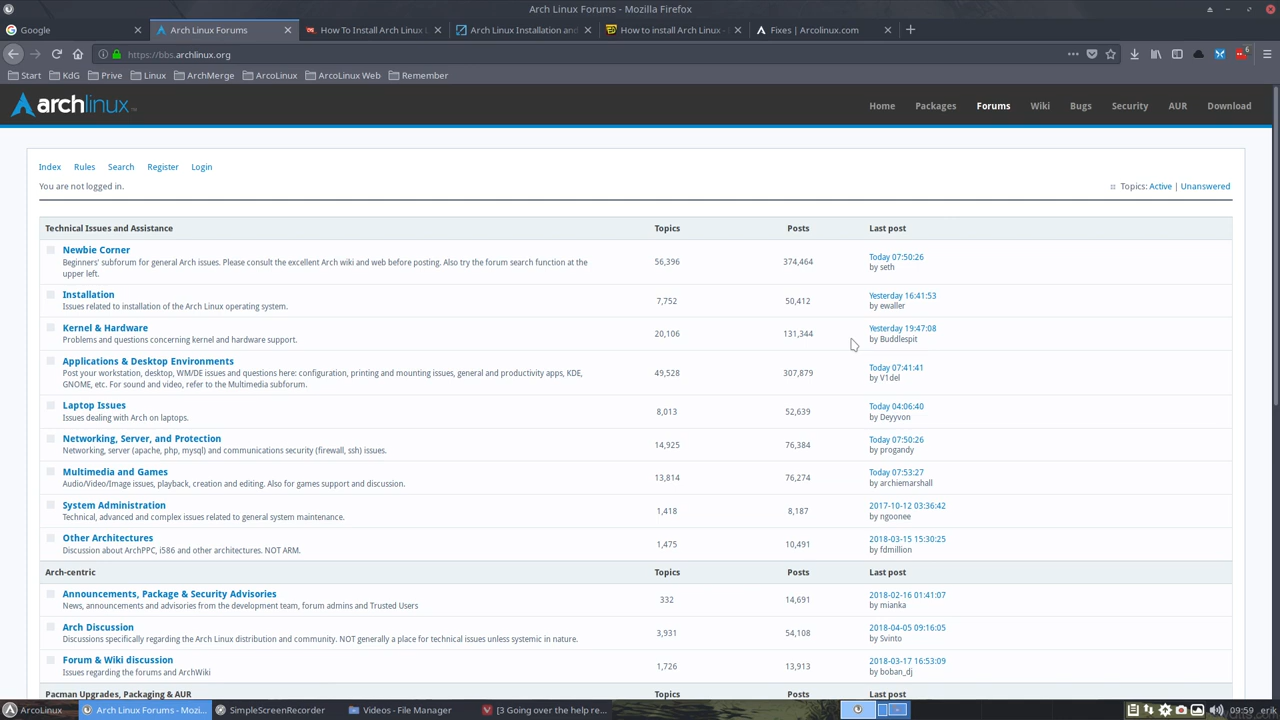 Arch Linux Forums - Mozilla Firefox
Google
Arch Linux Forums
How To Install Arch Linux L
Arch Linux Installation and
How to install Arch Linux -
Fixes | Arcolinux.com
https://bbs.archlinux.org
6
Start KdG Prive Linux ArchMerge ArcoLinux ArcoLinux Web Remember
archlinux
Home Packages Forums Wiki Bugs Security AUR Download
Index Rules Search Register Login
You are not logged in.
Topics: Active | Unanswered
Technical Issues and Assistance Topics Posts Last post
Newbie Corner
Beginners' subforum for general Arch issues. Please consult the excellent Arch wiki and web before posting. Also try the forum search function at the
upper left.
56,396 374,464
Today 07:50:26
by seth
Installation
Issues related to installation of the Arch Linux operating system.
7,752 50,412
Yesterday 16:41:53
by ewaller
Kernel & Hardware
Problems and questions concerning kernel and hardware support.
20,106 131,344
Yesterday 19:47:08
by Buddlespit
Applications & Desktop Environments
Post your workstation, desktop, WM/DE issues and questions here: configuration, printing and mounting issues, general and productivity apps, KDE,
GNOME, etc. For sound and video, refer to the Multimedia subforum.
49,528 307,879
Today 07:41:41
by V1del
Laptop Issues
Issues dealing with Arch on laptops.
8,013 52,639
Today 04:06:40
by Deyyvon
Networking, Server, and Protection
Networking, server (apache, php, mysql) and communications security (firewall, ssh) issues.
14,925 76,384
Today 07:50:26
by progandy
Multimedia and Games
Audio/Video/Image issues, playback, creation and editing. Also for games support and discussion.
13,814 76,274
Today 07:53:27
by archiemarshall
System Administration
Technical, advanced and complex issues related to general system maintenance.
1,418 8,187
2017-10-12 03:36:42
by ngoonee
Other Architectures
Discussion about ArchPPC, i586 and other architectures. NOT ARM.
1,475 10,491
2018-03-15 15:30:25
by fdmillion
Arch-centric Topics Posts Last post
Announcements, Package & Security Advisories
News, announcements and advisories from the development team, forum admins and Trusted Users
332 14,691
2018-02-16 01:41:07
by mianka
Arch Discussion
Discussions specifically regarding the Arch Linux distribution and community. NOT generally a place for technical issues unless systemic in nature.
3,931 54,108
2018-04-05 09:16:05
by Svinto
Forum & Wiki discussion
Issues regarding the forums and ArchWiki
1,726 13,913
2018-03-17 16:53:09
by boban_dj
Pacman Upgrades, Packaging & AUR Topics Posts Last post
ArcoLinux
Arch Linux Forums - Mozi...
SimpleScreenRecorder
Videos - File Manager
[3 Going over the help re...
09:59 erik